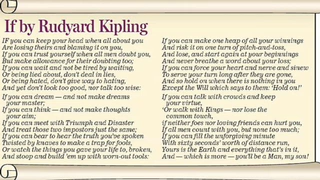 If by Rudyard Kipling
IF you can keep your head when all about you
Are losing theirs and blaming it on you,
If you can trust yourself when all men doubt you,
But make allowance for their doubting too;
If you can wait and not be tired by waiting,
Or being lied about, don't deal in lies,
Or being hated, don't give way to hating,
And yet don't look too good, nor talk too wise:
If you can dream — and not make dreams
your master;
If you can think — and not make thoughts
your aim;
If you can meet with Triumph and Disaster
And treat those two impostors just the same;
If you can bear to hear the truth you've spoken
Twisted by knaves to make a trap for fools,
Or watch the things you gave your life to, broken,
And stoop and build 'em up with worn-out tools:
If you can make one heap of all your winnings
And risk it on one turn of pitch-and-toss,
And lose, and start again at your beginnings
And never breathe a word about your loss;
If you can force your heart and nerve and sinew
To serve your turn long after they are gone,
And so hold on when there is nothing in you
Except the Will which says to them: 'Hold on!'
If you can talk with crowds and keep
your virtue,
'Or walk with Kings — nor lose the
common touch,
if neither foes nor loving friends can hurt you,
If all men count with you, but none too much;
If you can fill the unforgiving minute
With sixty seconds' worth of distance run,
Yours is the Earth and everything that's in it,
And — which is more — you'll be a Man, my son!